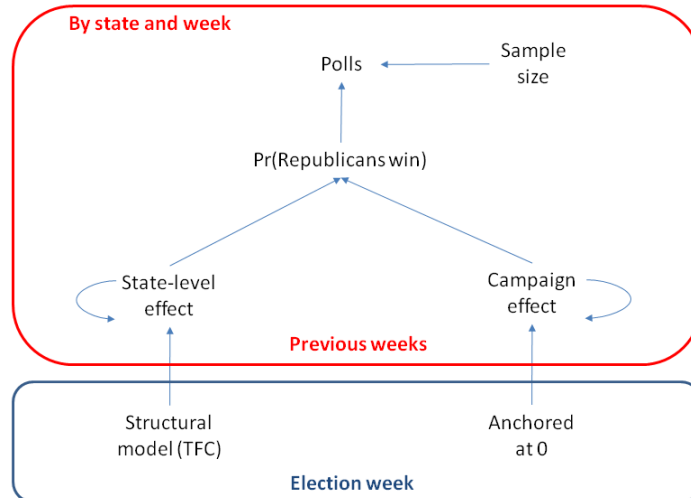 By state and week
Polls
Sample
size
Pr(Republicans win)
State-level
effect
Campaign
effect
Previous weeks
Structural
model (TFC)
Anchored
at 0
Election week